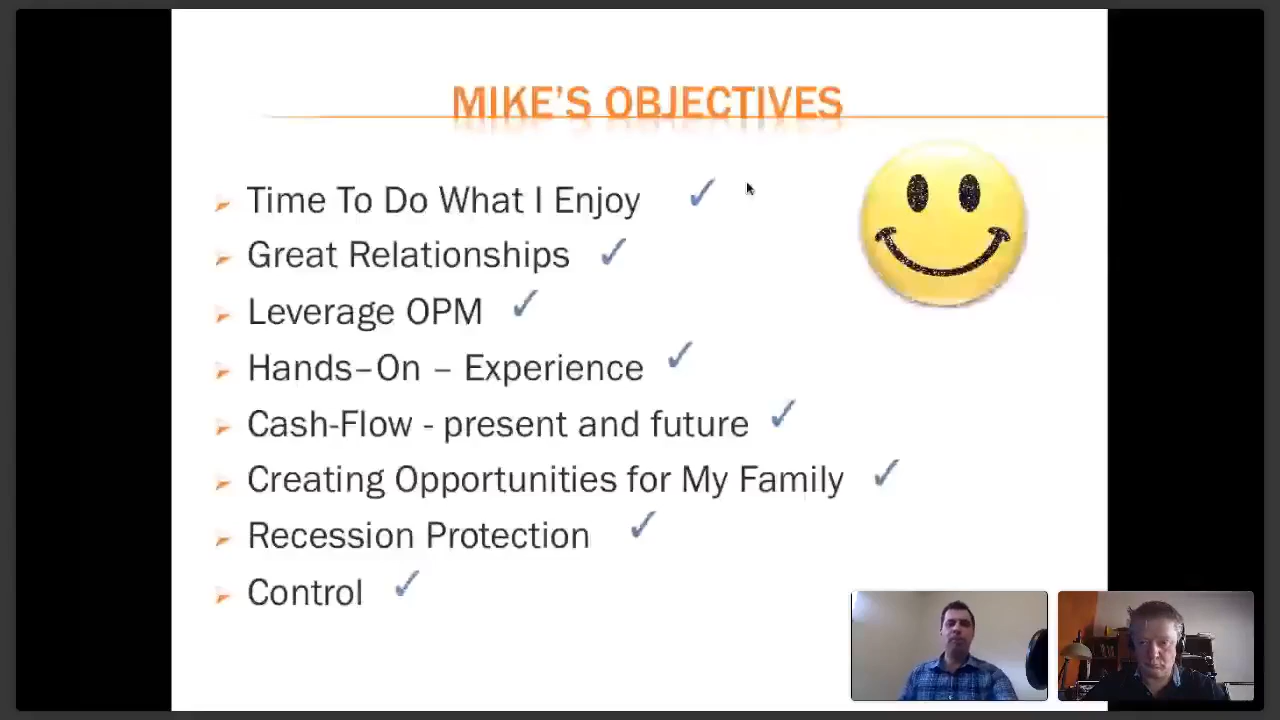 MIKE'S OBJECTIVES
Time To Do What I Enjoy
Great Relationships
Leverage OPM
Hands–On – Experience
Cash-Flow - present and future
Creating Opportunities for My Family
Recession Protection
Control